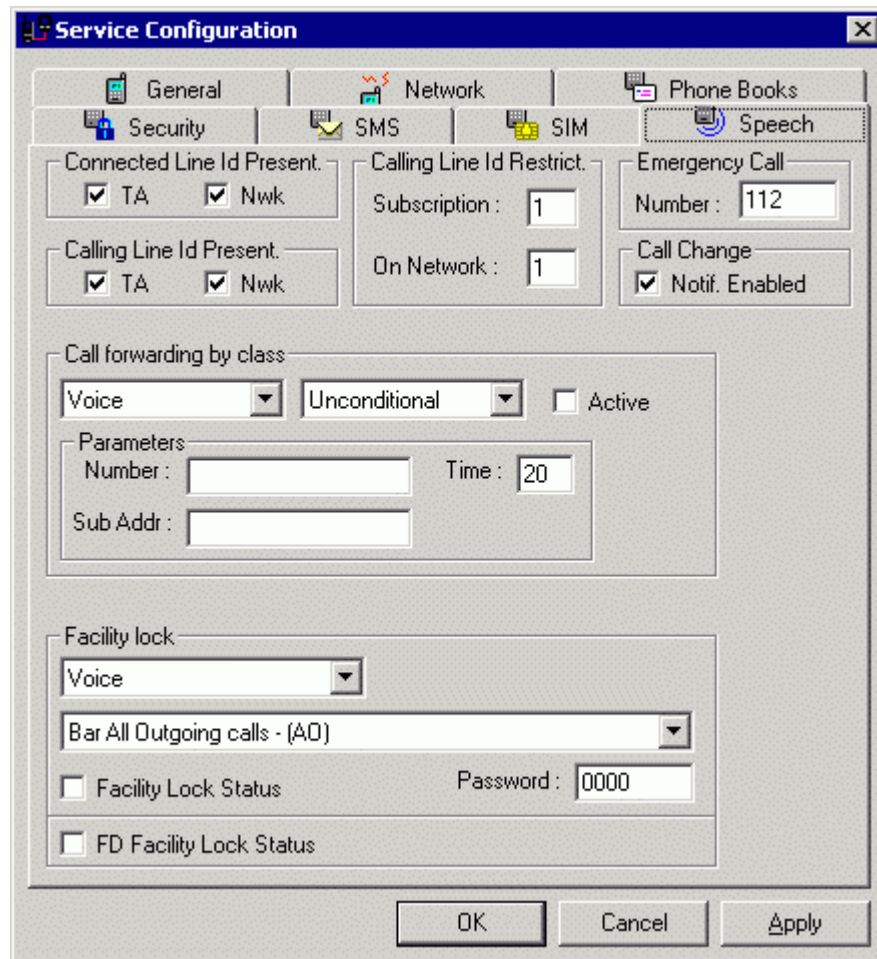 Service Configuration
General Network Phone Books
Security SMS SIM Speech
Connected Line Id Present.
TA Nwk
Calling Line Id Restrict.
Subscription : 1
On Network : 1
Emergency Call
Number : 112
Calling Line Id Present.
TA Nwk
Call Change
Notif. Enabled
Call forwarding by class
Voice Unconditional Active
Parameters
Number : Time : 20
Sub Addr :
Facility lock
Voice
Bar All Outgoing calls - (AO)
Facility Lock Status Password : 0000
FD Facility Lock Status
OK Cancel Apply